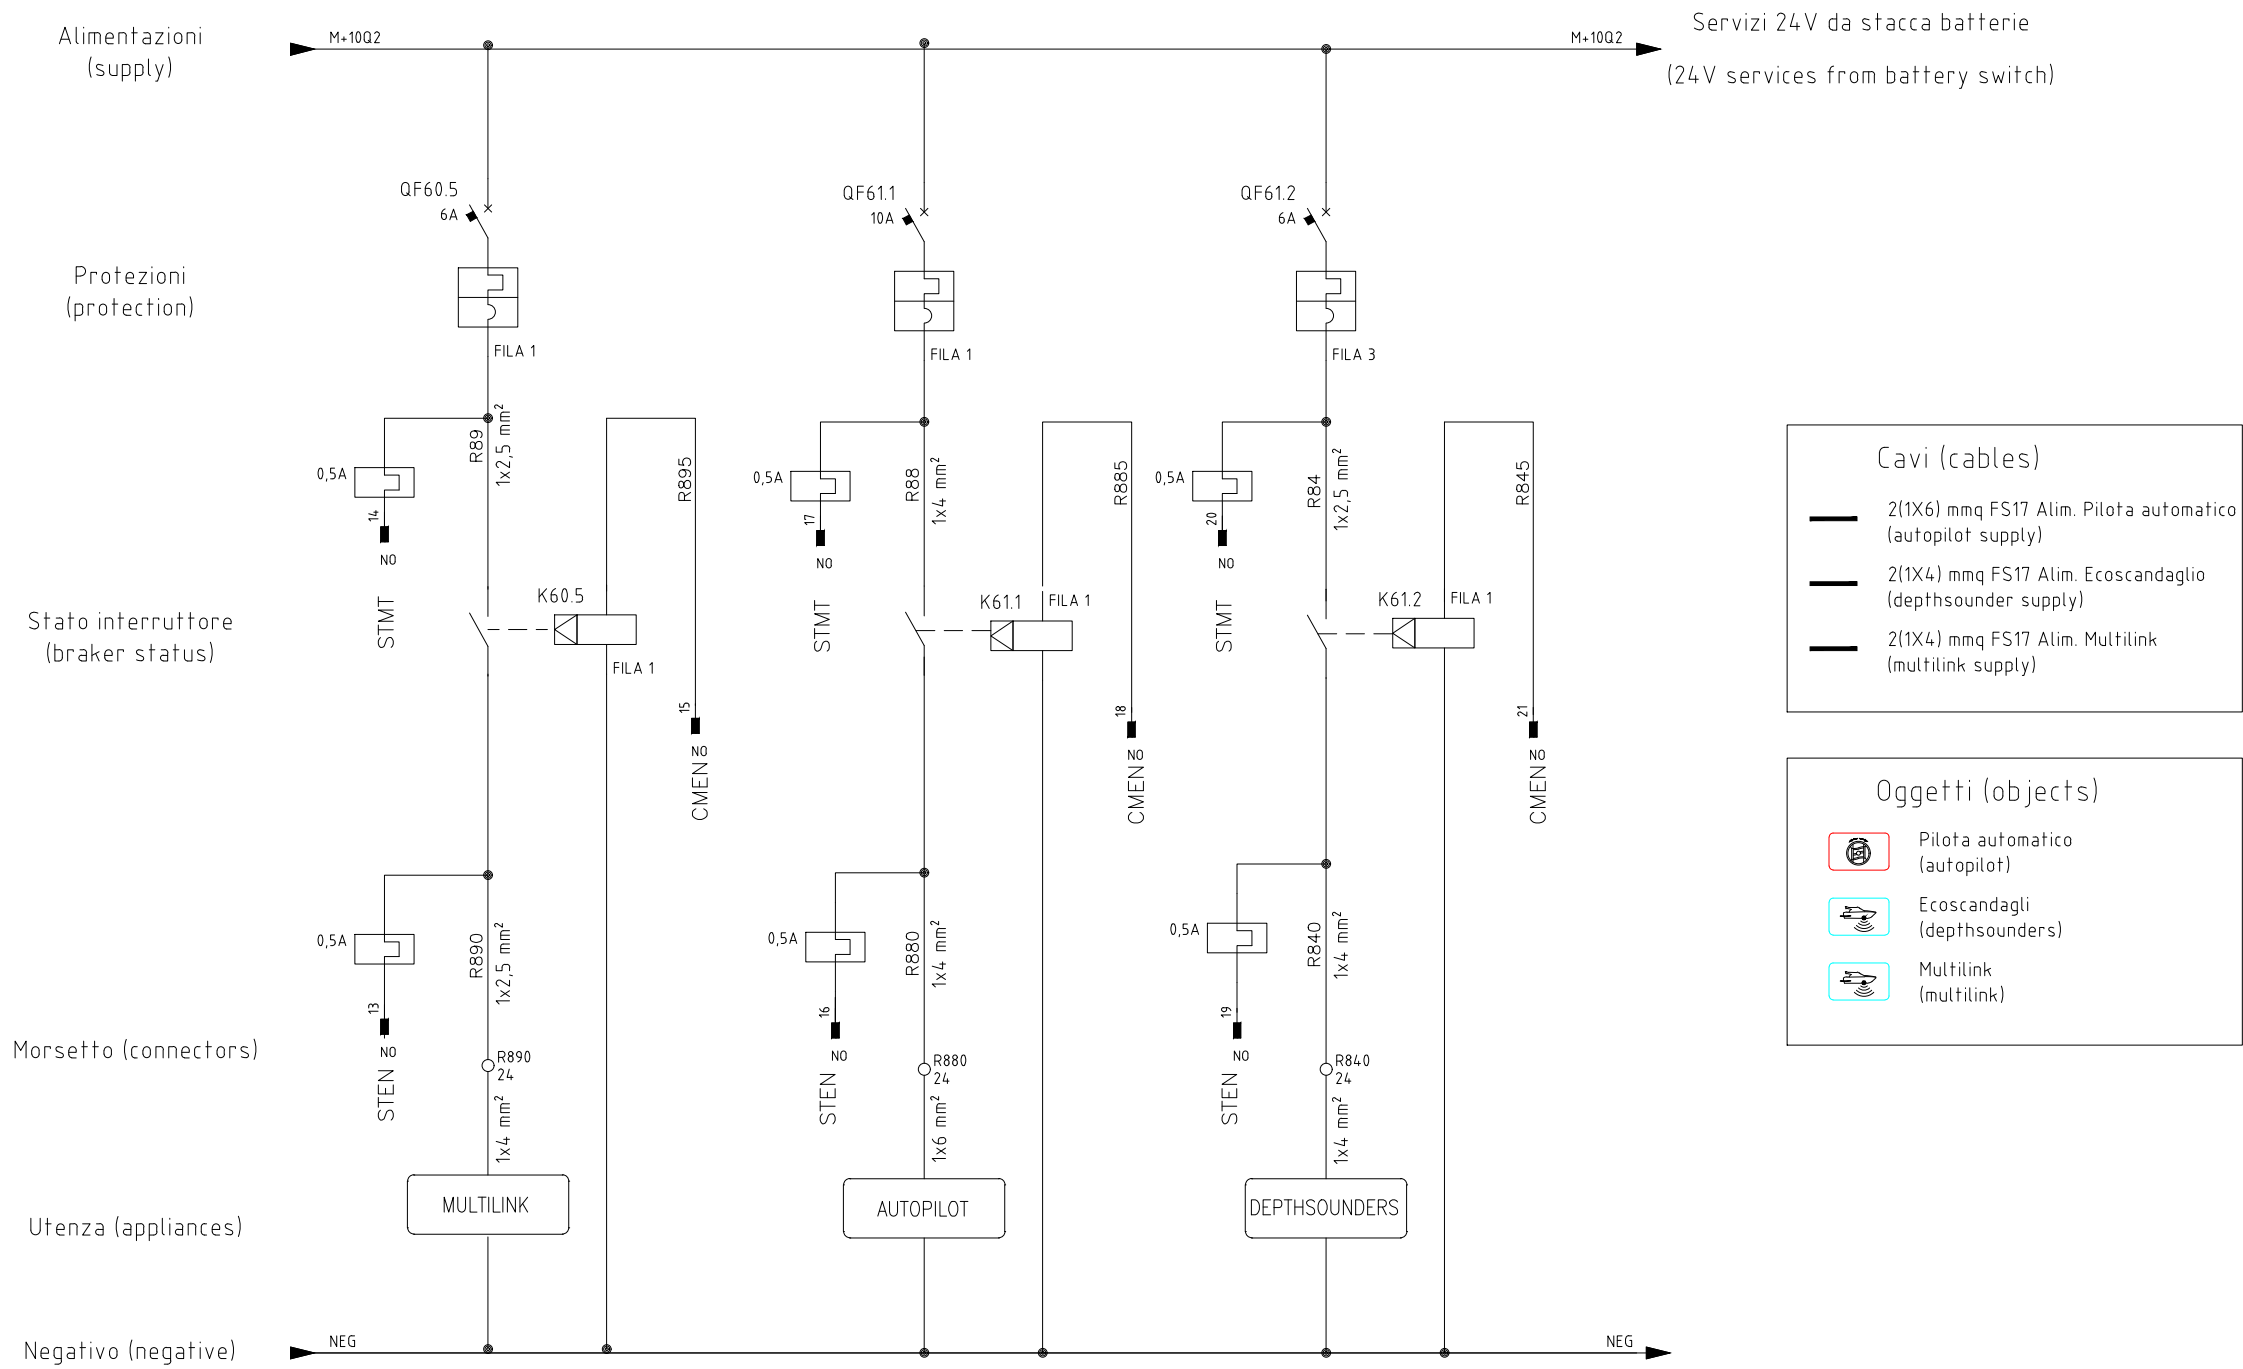 Alimentazioni
(supply)
M+10Q2
M+10Q2
Servizi 24V da stacca batterie
(24V services from battery switch)
QF60.5
6A
QF61.1
10A
QF61.2
6A
Protezioni
(protection)
FILA 1
FILA 1
FILA 3
R89
1x2,5 mm²
0,5A
14
NO
STMT
R895
R88
1x4 mm²
0,5A
17
NO
STMT
R885
R84
1x2,5 mm²
0,5A
20
NO
STMT
R845
Stato interruttore
(braker status)
K60.5
FILA 1
K61.1
FILA 1
K61.2
FILA 1
15
NO
CMEN
18
NO
CMEN
21
NO
CMEN
0,5A
13
NO
STEN
R890
1x2,5 mm²
0,5A
16
NO
STEN
R880
1x4 mm²
0,5A
19
NO
STEN
R840
1x4 mm²
Morsetto (connectors)
R890
24
1x4 mm²
R880
24
1x6 mm²
R840
24
1x4 mm²
Utenza (appliances)
MULTILINK
AUTOPILOT
DEPTHSOUNDERS
Negativo (negative)
NEG
NEG
Cavi (cables)
2(1X6) mmq FS17 Alim. Pilota automatico
(autopilot supply)
2(1X4) mmq FS17 Alim. Ecoscandaglio
(depthsounder supply)
2(1X4) mmq FS17 Alim. Multilink
(multilink supply)
Oggetti (objects)
Pilota automatico
(autopilot)
Ecoscandagli
(depthsounders)
Multilink
(multilink)